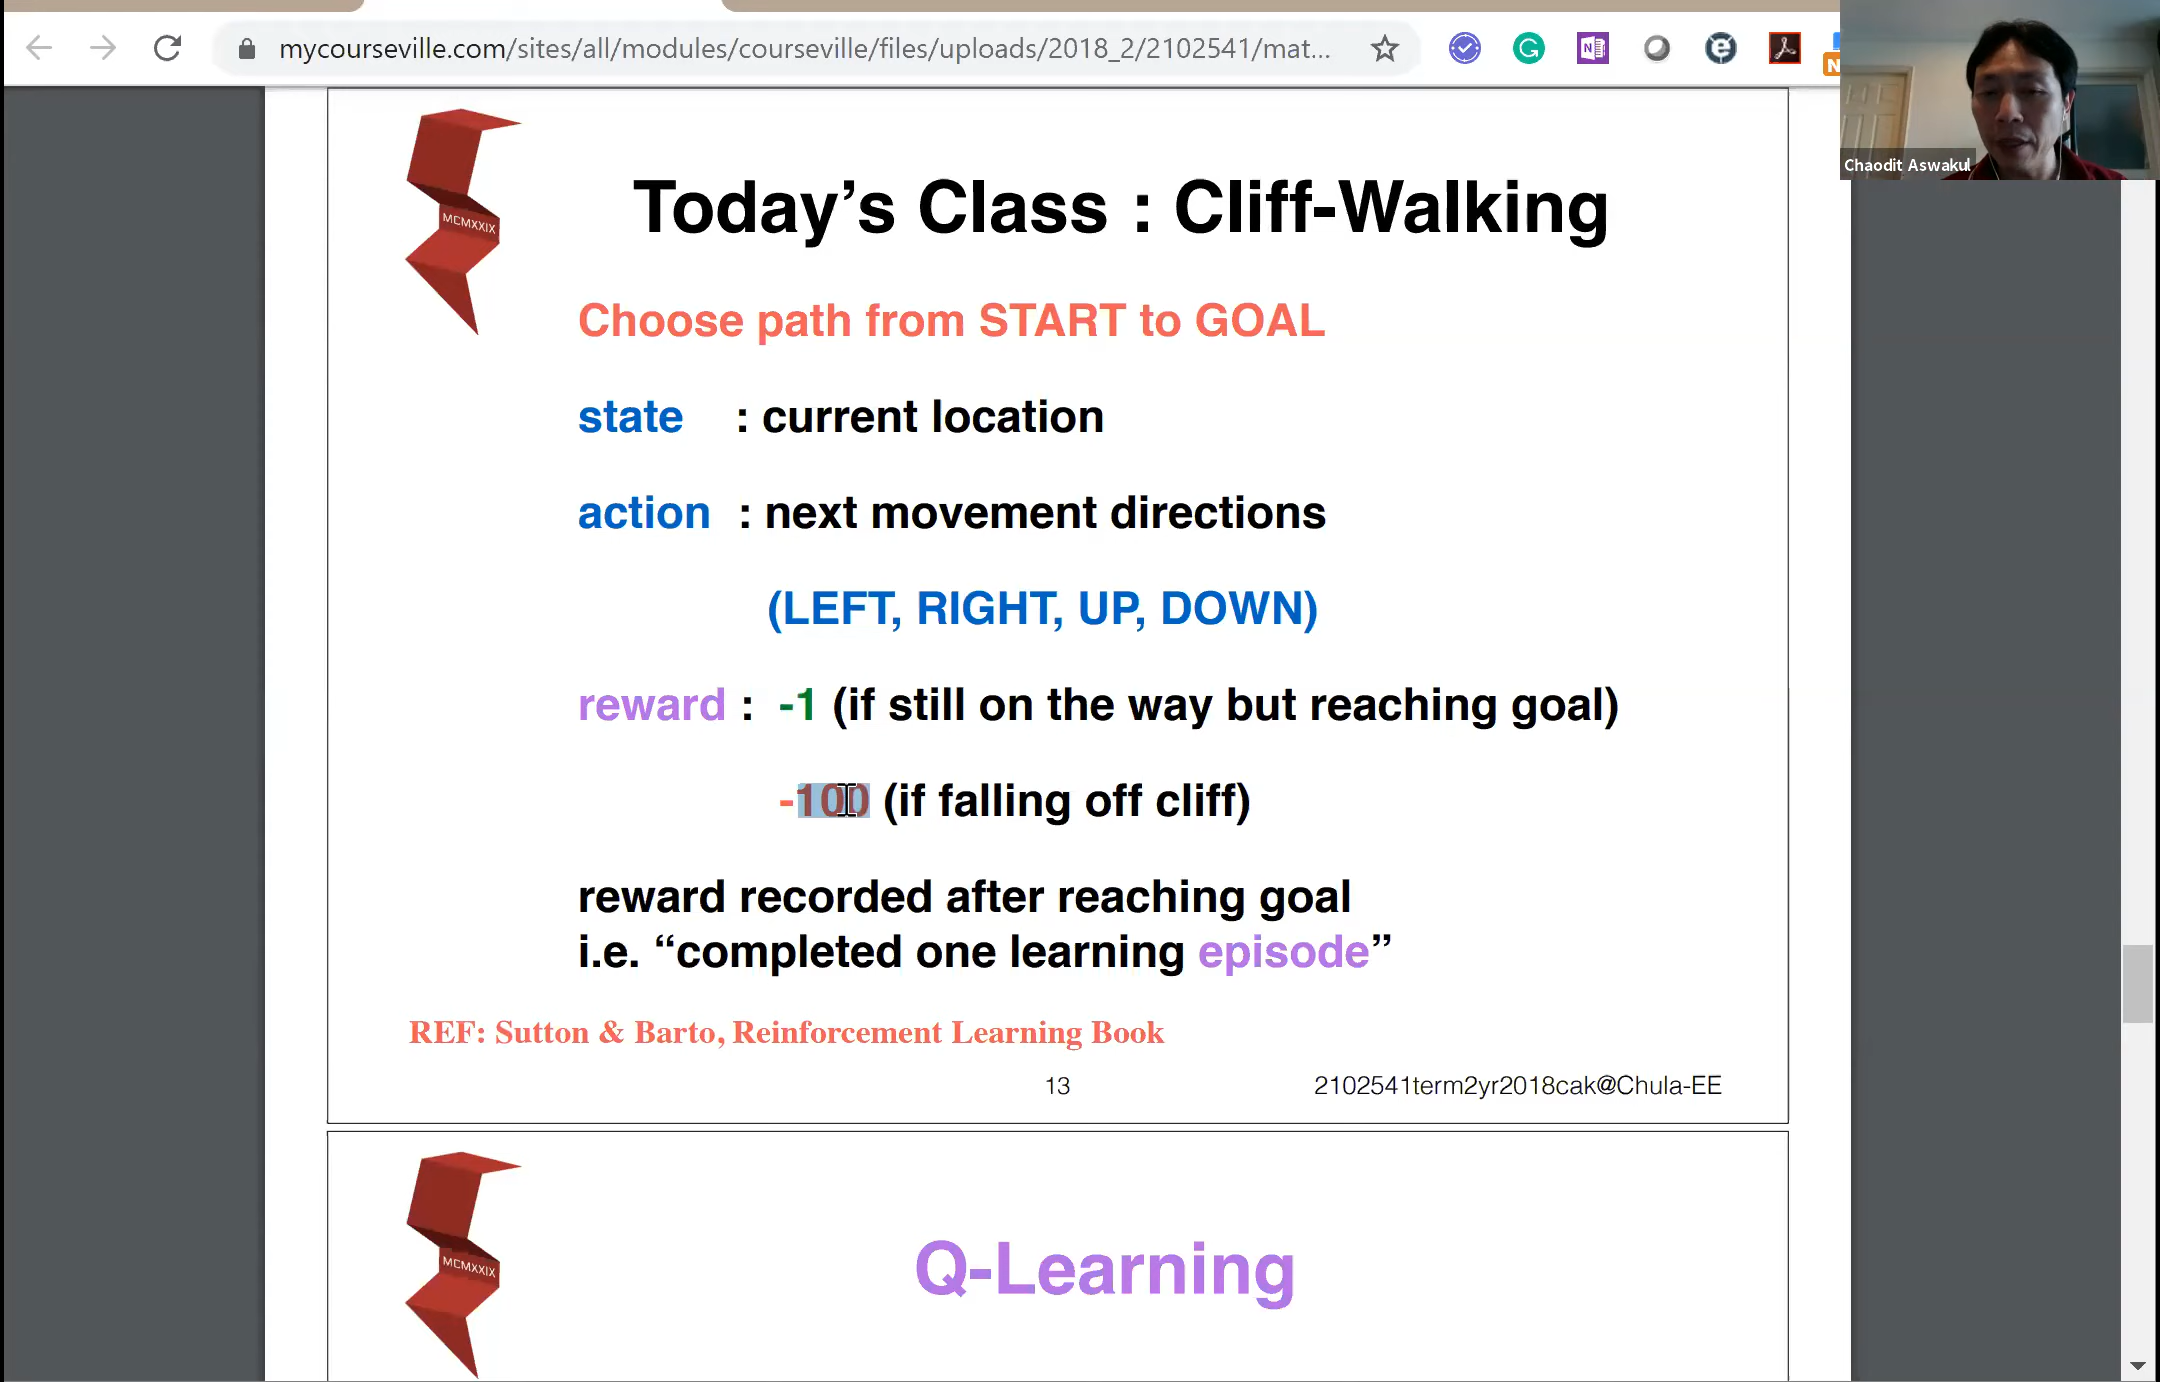 mycourseville.com/sites/all/modules/courseville/files/uploads/2018_2/2102541/mat...
Chaodit Aswakul
MCMXXIX
Today’s Class : Cliff-Walking
Choose path from START to GOAL
state : current location
action : next movement directions
(LEFT, RIGHT, UP, DOWN)
reward : -1 (if still on the way but reaching goal)
-100 (if falling off cliff)
reward recorded after reaching goal
i.e. “completed one learning episode”
REF: Sutton & Barto, Reinforcement Learning Book
13
2102541term2yr2018cak@Chula-EE
MCMXXIX
Q-Learning